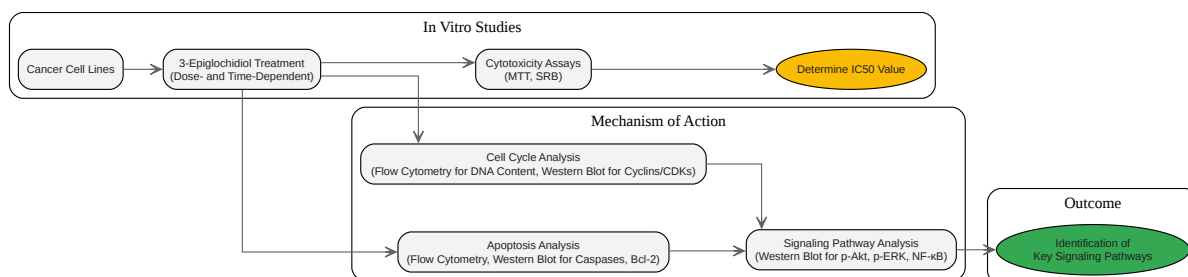 In Vitro Studies
Cancer Cell Lines
3-Epiglochidiol Treatment
(Dose- and Time-Dependent)
Cytotoxicity Assays
(MTT, SRB)
Determine IC50 Value
Mechanism of Action
Cell Cycle Analysis
(Flow Cytometry for DNA Content, Western Blot for Cyclins/CDKs)
Apoptosis Analysis
(Flow Cytometry, Western Blot for Caspases, Bcl-2)
Signaling Pathway Analysis
(Western Blot for p-Akt, p-ERK, NF-κB)
Outcome
Identification of
Key Signaling Pathways